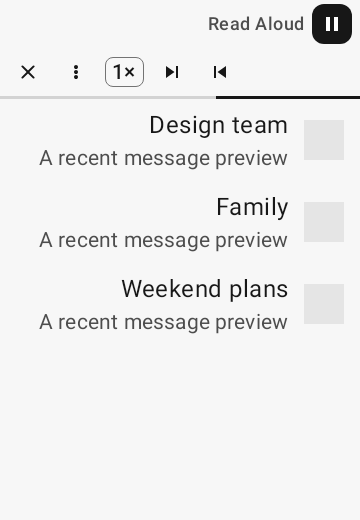 Read Aloud
1×
Design team
A recent message preview
Family
A recent message preview
Weekend plans
A recent message preview